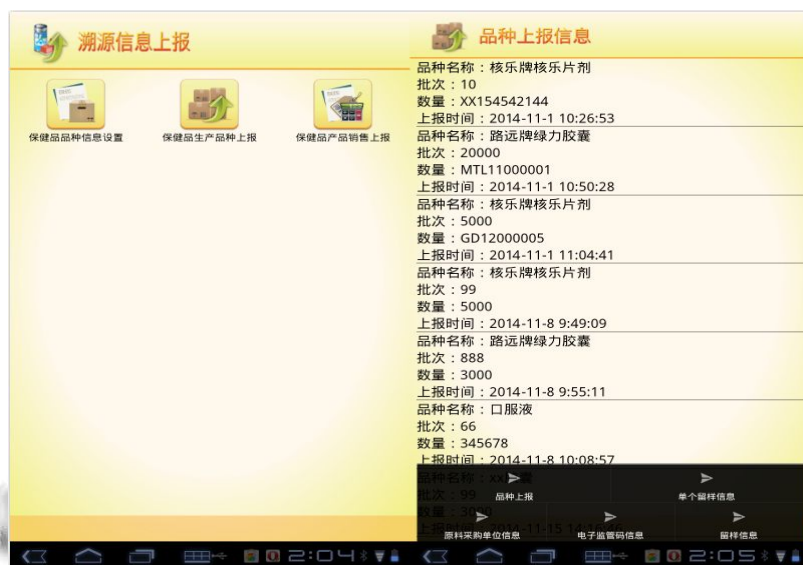 溯源信息上报
保健品品种信息设置
保健品生产品种上报
保健品产品销售上报
2:04
品种上报信息
品种名称：核乐牌核乐片剂
批次：10
数量：XX154542144
上报时间：2014-11-1 10:26:53
品种名称：路远牌绿力胶囊
批次：20000
数量：MTL11000001
上报时间：2014-11-1 10:50:28
品种名称：核乐牌核乐片剂
批次：5000
数量：GD12000005
上报时间：2014-11-1 11:04:41
品种名称：核乐牌核乐片剂
批次：99
数量：5000
上报时间：2014-11-8 9:49:09
品种名称：路远牌绿力胶囊
批次：888
数量：3000
上报时间：2014-11-8 9:55:11
品种名称：口服液
批次：66
数量：345678
上报时间：2014-11-8 10:08:57
批次：99
数量：3000
品种上报
单个留样信息
原料采购单位信息
电子监管码信息
留样信息
2:05